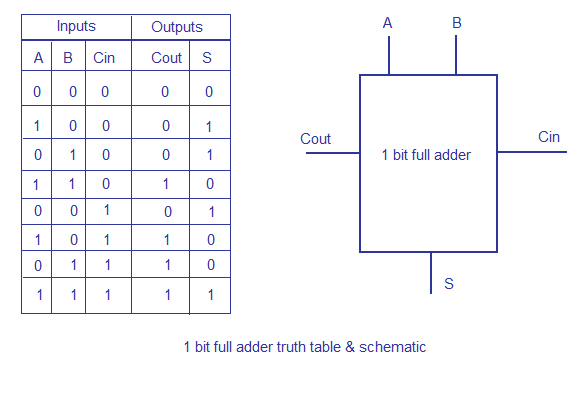 Inputs Outputs
A B Cin Cout S
0 0 0 0 0
1 0 0 0 1
0 1 0 0 1
1 1 0 1 0
0 0 1 0 1
1 0 1 1 0
0 1 1 1 0
1 1 1 1 1
A B
Cout
1 bit full adder
Cin
S
1 bit full adder truth table & schematic